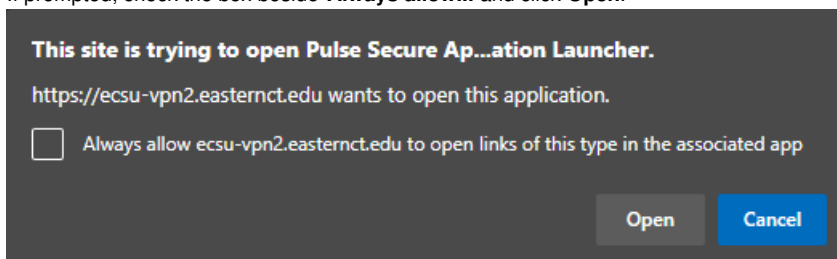 If prompted, check the box beside Always allow... and click Open.
This site is trying to open Pulse Secure Ap...ation Launcher.
https://ecsu-vpn2.easternct.edu wants to open this application.
Always allow ecsu-vpn2.easternct.edu to open links of this type in the associated app
Open Cancel